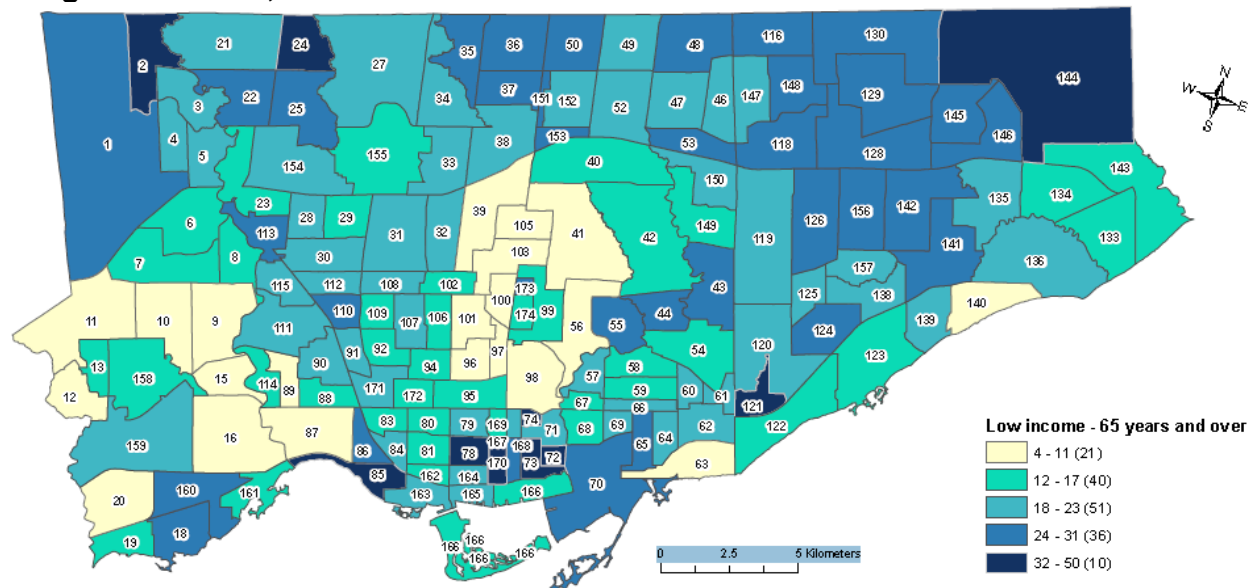 21 24 27 35 36 50 49 48 116 130
2 144
N
W E
S
22 25 3 34 37 151 152 52 47 46 147 148 129 145
1 4 5 154 155 33 38 153 53 118 128 146
40 150 143
23 28 29 31 32 39 105 41 42 149 119 126 156 142 135 134
6 113 133
7 8 30 103 141 136
115 112 108 102 100 173 43 157
11 10 9 111 110 109 107 106 101 174 99 56 55 44 125 138 140
91 92 97 124 139
13 158 15 90 94 96 98 54 120 123
12 114 89 88 171 172 95 57 58 59 60 61 121
159 16 87 83 80 79 169 74 71 67 68 69 66 62 122
86 84 81 78 167 168 72 65 64 63
85 162 164 170 73 70
20 160 161 163 165 166
19 18 166 166 166 166
Low income - 65 years and over
4 - 11 (21)
12 - 17 (40)
18 - 23 (51)
24 - 31 (36)
32 - 50 (10)
0 2.5 5 Kilometers